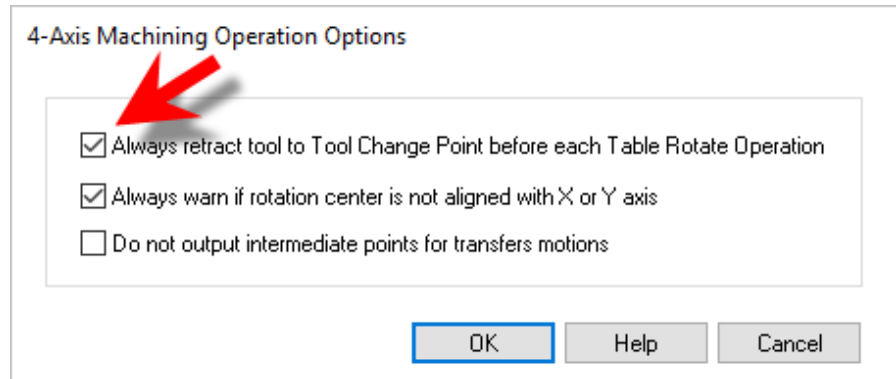 4-Axis Machining Operation Options
Always retract tool to Tool Change Point before each Table Rotate Operation
Always warn if rotation center is not aligned with X or Y axis
Do not output intermediate points for transfers motions
OK Help Cancel